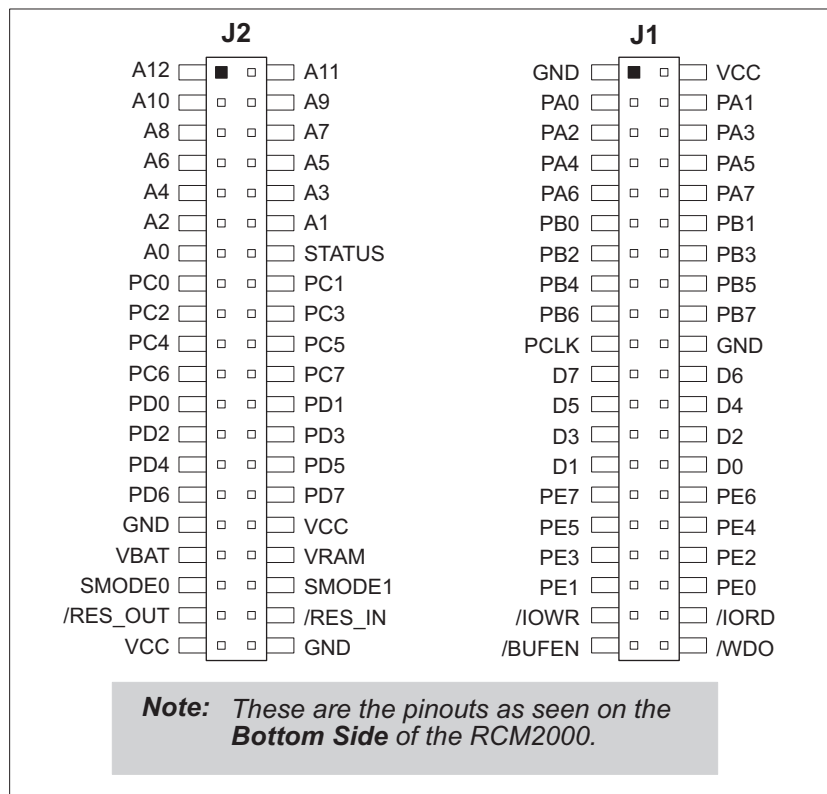 J2 J1
A12 A11 GND VCC
A10 A9 PA0 PA1
A8 A7 PA2 PA3
A6 A5 PA4 PA5
A4 A3 PA6 PA7
A2 A1 PB0 PB1
A0 STATUS PB2 PB3
PC0 PC1 PB4 PB5
PC2 PC3 PB6 PB7
PC4 PC5 PCLK GND
PC6 PC7 D7 D6
PD0 PD1 D5 D4
PD2 PD3 D3 D2
PD4 PD5 D1 D0
PD6 PD7 PE7 PE6
GND VCC PE5 PE4
VBAT VRAM PE3 PE2
SMODE0 SMODE1 PE1 PE0
/RES_OUT /RES_IN /IOWR /IORD
VCC GND /BUFEN /WDO
Note: These are the pinouts as seen on the
Bottom Side of the RCM2000.